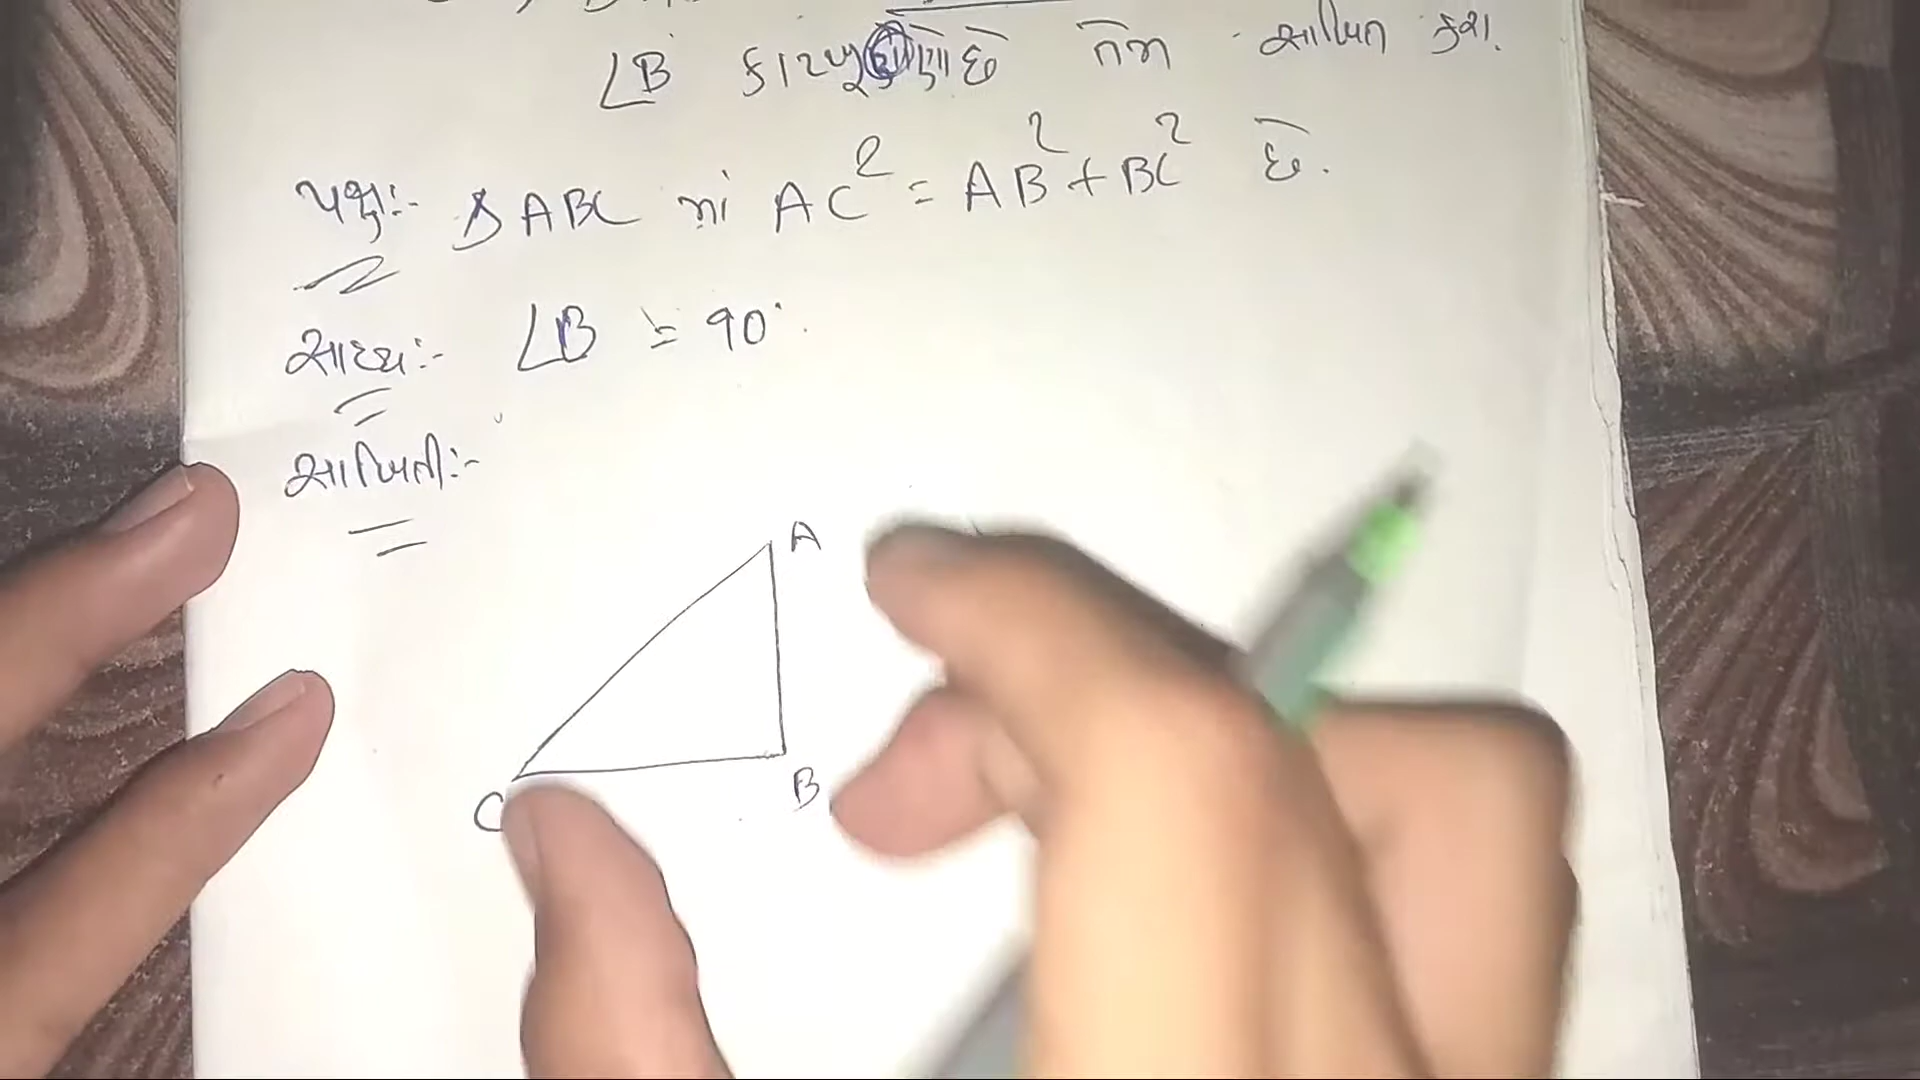 ∠B કાટખૂણો છે તેમ સાબિત કરો.
પક્ષ:- ΔABC માં AC² = AB² + BC² છે.
સાધ્ય:- ∠B = 90°.
સાબિતી:-
A
B
C